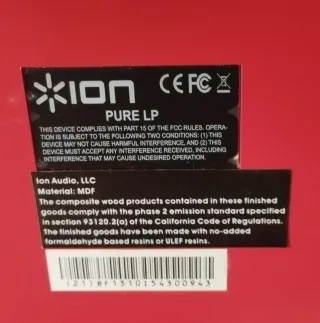 ION
CE FC
PURE LP
THIS DEVICE COMPLIES WITH PART 15 OF THE FCC RULES. OPERA-
TION IS SUBJECT TO THE FOLLOWING TWO CONDITIONS: (1) THIS
DEVICE MAY NOT CAUSE HARMFUL INTERFERENCE, AND (2) THIS
DEVICE MUST ACCEPT ANY INTERFERENCE RECEIVED, INCLUDING
INTERFERENCE THAT MAY CAUSE UNDESIRED OPERATION.
Ion Audio, LLC
Material: MDF
The composite wood products contained in these finished
goods comply with the phase 2 emission standard specified
in section 93120.2(a) of the California Code of Regulations.
The finished goods have been made with no-added
formaldehyde based resins or ULEF resins.
(21)BF1310154300943